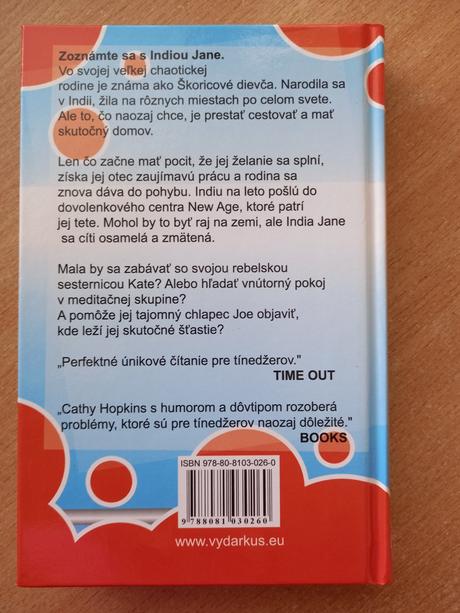 Zoznámte sa s Indiou Jane.
Vo svojej veľkej chaotickej
rodine je známa ako Škoricové dievča. Narodila sa
v Indii, žila na rôznych miestach po celom svete.
Ale to, čo naozaj chce, je prestať cestovať a mať
skutočný domov.
Len čo začne mať pocit, že jej želanie sa splní,
získa jej otec zaujímavú prácu a rodina sa
znova dáva do pohybu. Indiu na leto pošlú do
dovolenkového centra New Age, ktoré patrí
jej tete. Mohol by to byť raj na zemi, ale India Jane
sa cíti osamelá a zmätená.
Mala by sa zabávať so svojou rebelskou
sesternicou Kate? Alebo hľadať vnútorný pokoj
v meditačnej skupine?
A pomôže jej tajomný chlapec Joe objaviť,
kde leží jej skutočné šťastie?
„Perfektné únikové čítanie pre tínedžerov."
TIME OUT
„Cathy Hopkins s humorom a dôvtipom rozoberá
problémy, ktoré sú pre tínedžerov naozaj dôležité."
BOOKS
ISBN 978-80-8103-026-0
9 788081 030260
www.vydarkus.eu